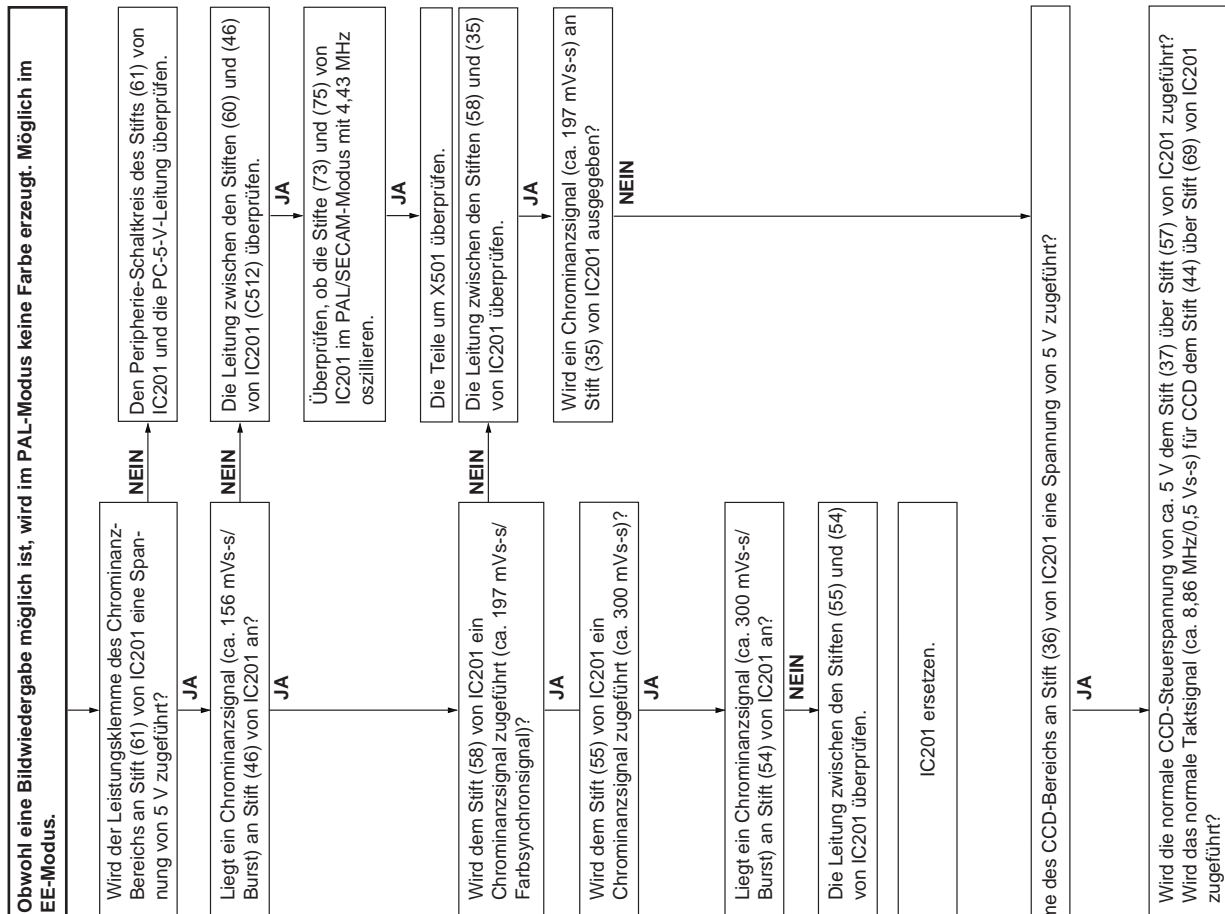 Obwohl eine Bildwiedergabe möglich ist, wird im PAL-Modus keine Farbe erzeugt. Möglich im
EE-Modus.
Wird der Leistungsklemme des Chrominanz-
Bereichs an Stift (61) von IC201 eine Span-
nung von 5 V zugeführt?
NEIN
Den Peripherie-Schaltkreis des Stifts (61) von
IC201 und die PC-5-V-Leitung überprüfen.
JA
Liegt ein Chrominanzsignal (ca. 156 mVs-s/
Burst) an Stift (46) von IC201 an?
NEIN
Die Leitung zwischen den Stiften (60) und (46)
von IC201 (C512) überprüfen.
JA
JA
Überprüfen, ob die Stifte (73) und (75) von
IC201 im PAL/SECAM-Modus mit 4,43 MHz
oszillieren.
JA
Die Teile um X501 überprüfen.
Wird dem Stift (58) von IC201 ein
Chrominanzsignal zugeführt (ca. 197 mVs-s/
Farbsynchronsignal)?
NEIN
Die Leitung zwischen den Stiften (58) und (35)
von IC201 überprüfen.
JA
JA
Wird dem Stift (55) von IC201 ein
Chrominanzsignal zugeführt (ca. 300 mVs-s)?
Wird ein Chrominanzsignal (ca. 197 mVs-s) an
Stift (35) von IC201 ausgegeben?
JA
NEIN
Liegt ein Chrominanzsignal (ca. 300 mVs-s/
Burst) an Stift (54) von IC201 an?
NEIN
Die Leitung zwischen den Stiften (55) und (54)
von IC201 überprüfen.
IC201 ersetzen.
ne des CCD-Bereichs an Stift (36) von IC201 eine Spannung von 5 V zugeführt?
JA
Wird die normale CCD-Steuerspannung von ca. 5 V dem Stift (37) über Stift (57) von IC201 zugeführt?
Wird das normale Taktsignal (ca. 8,86 MHz/0,5 Vs-s) für CCD dem Stift (44) über Stift (69) von IC201
zugeführt?